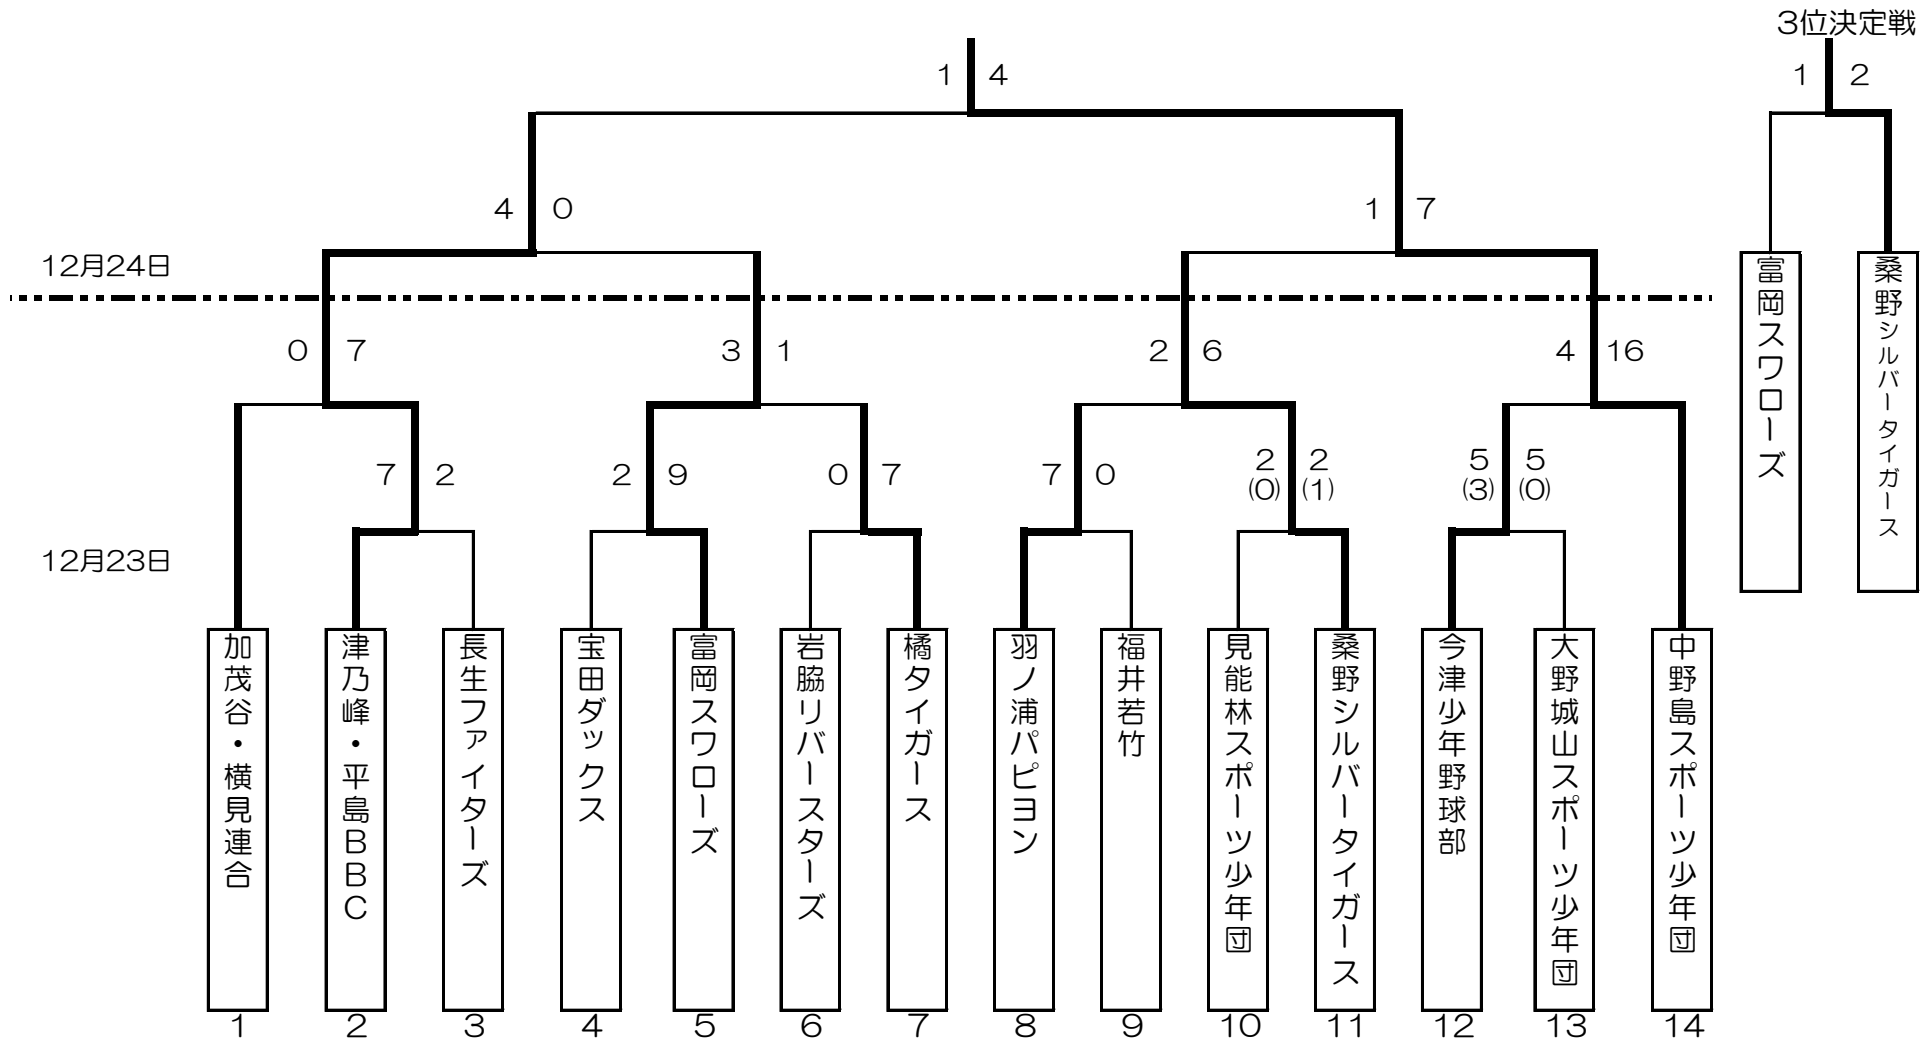 3位決定戦
1 4
1 2
4 0
1 7
12月24日
富岡スワローズ
桑野シルバータイガース
0 7
3 1
2 6
4 16
7 2
2 9
0 7
7 0
2 2
(0) (1)
5 5
(3) (0)
12月23日
加茂谷・横見連合
津乃峰・平島BBC
長生ファイターズ
宝田ダックス
富岡スワローズ
岩脇リバースターズ
橘タイガース
羽ノ浦パピヨン
福井若竹
見能林スポーツ少年団
桑野シルバータイガース
今津少年野球部
大野城山スポーツ少年団
中野島スポーツ少年団
1 2 3 4 5 6 7 8 9 10 11 12 13 14